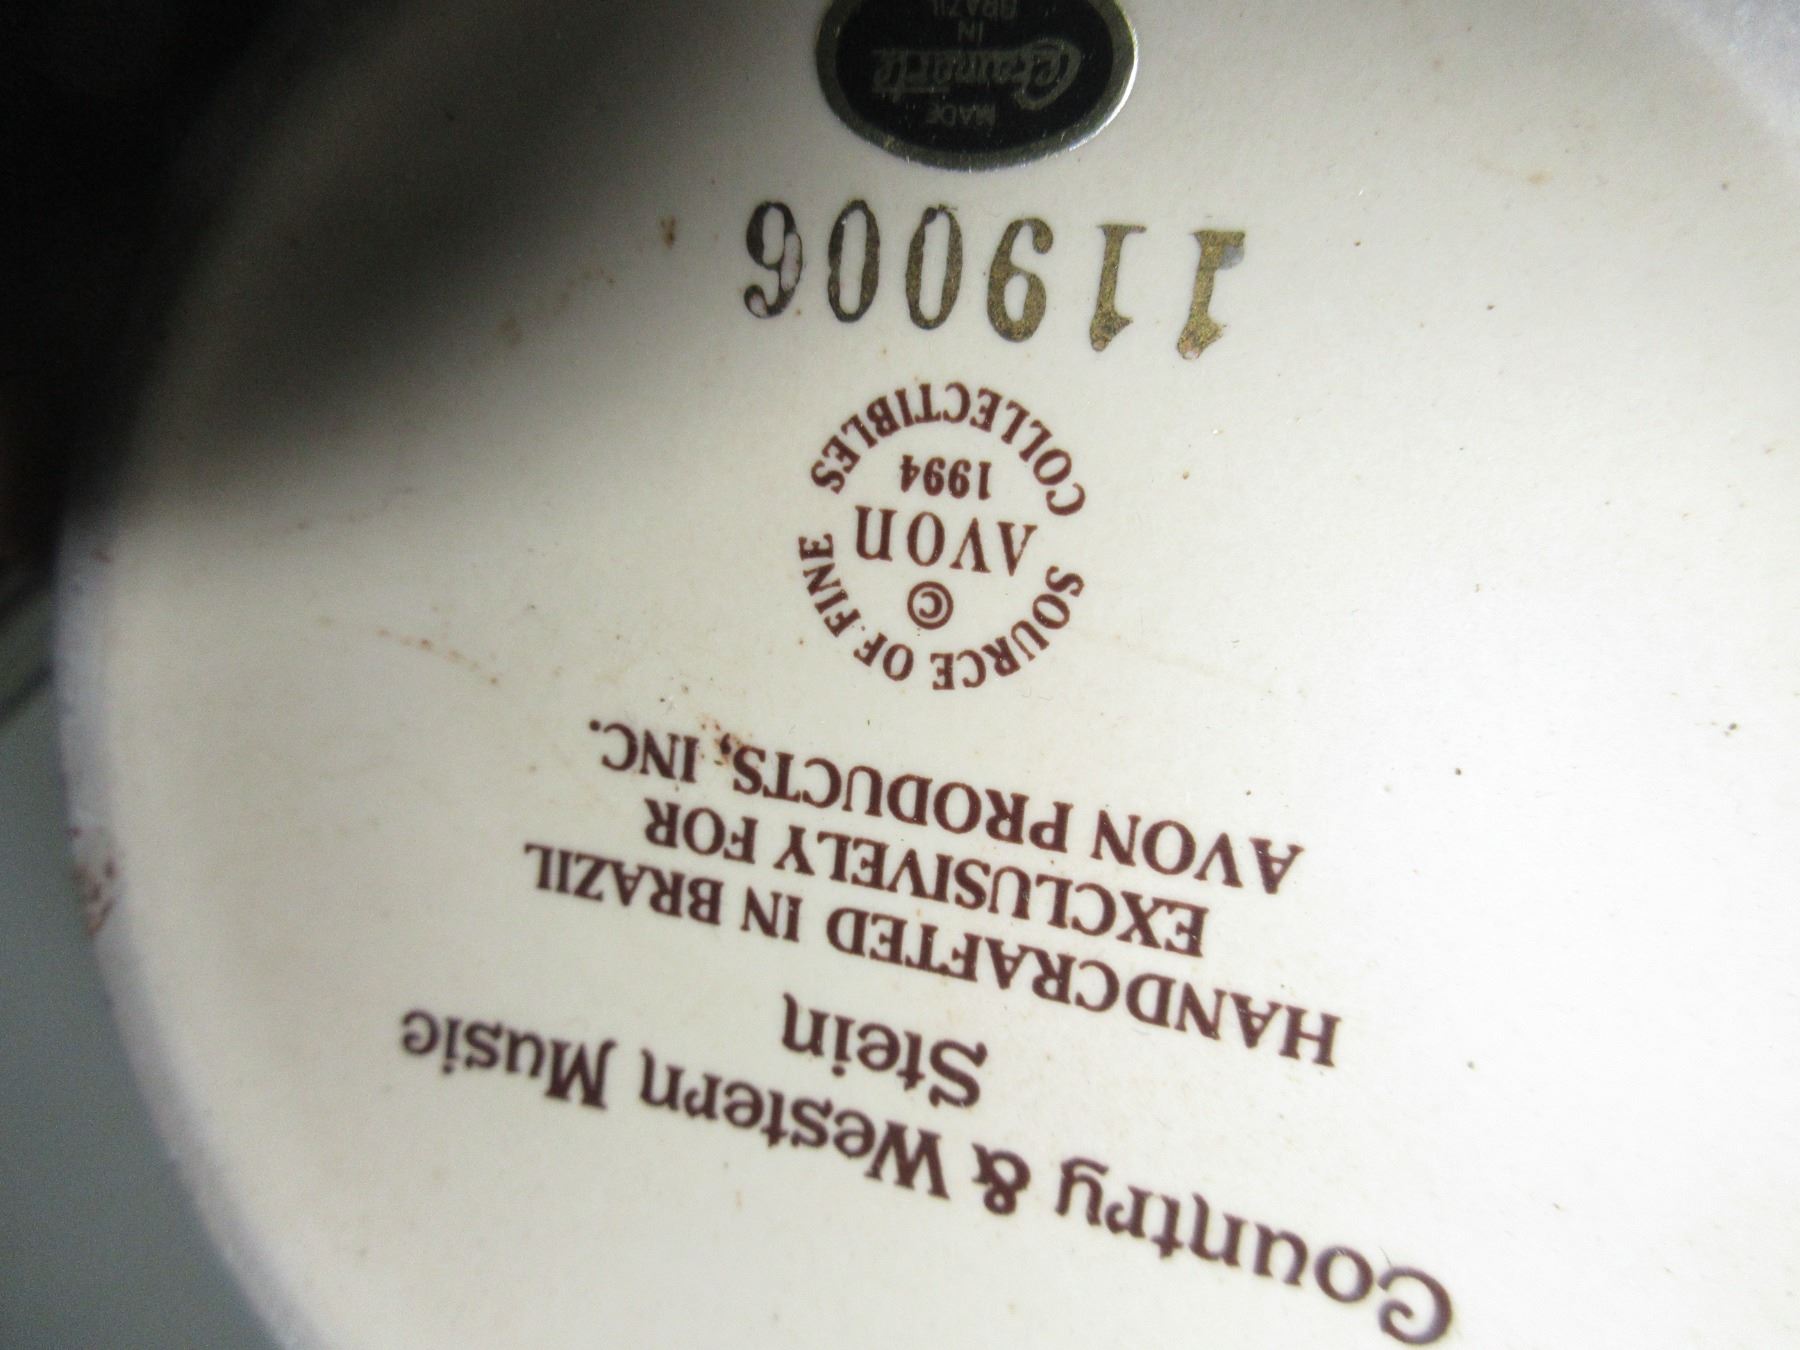 Country & Western Music
Stein
HANDCRAFTED IN BRAZIL
EXCLUSIVELY FOR
AVON PRODUCTS, INC.
SOURCE OF FINE
©
AVON
1994
COLLECTIBLES
119006
MADE
Ceramarte
IN
BRAZIL